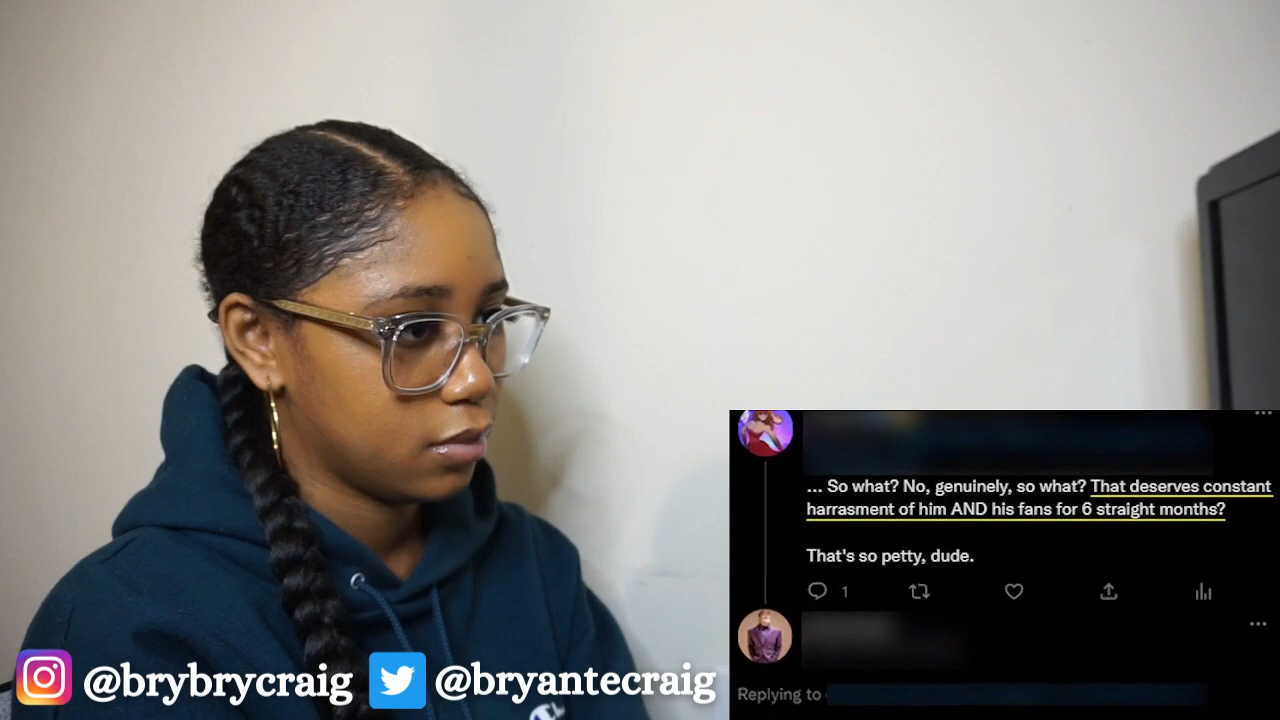 ... So what? No, genuinely, so what? That deserves constant
harrasment of him AND his fans for 6 straight months?
That's so petty, dude.
1
Replying to
@brybrycraig @bryantecraig